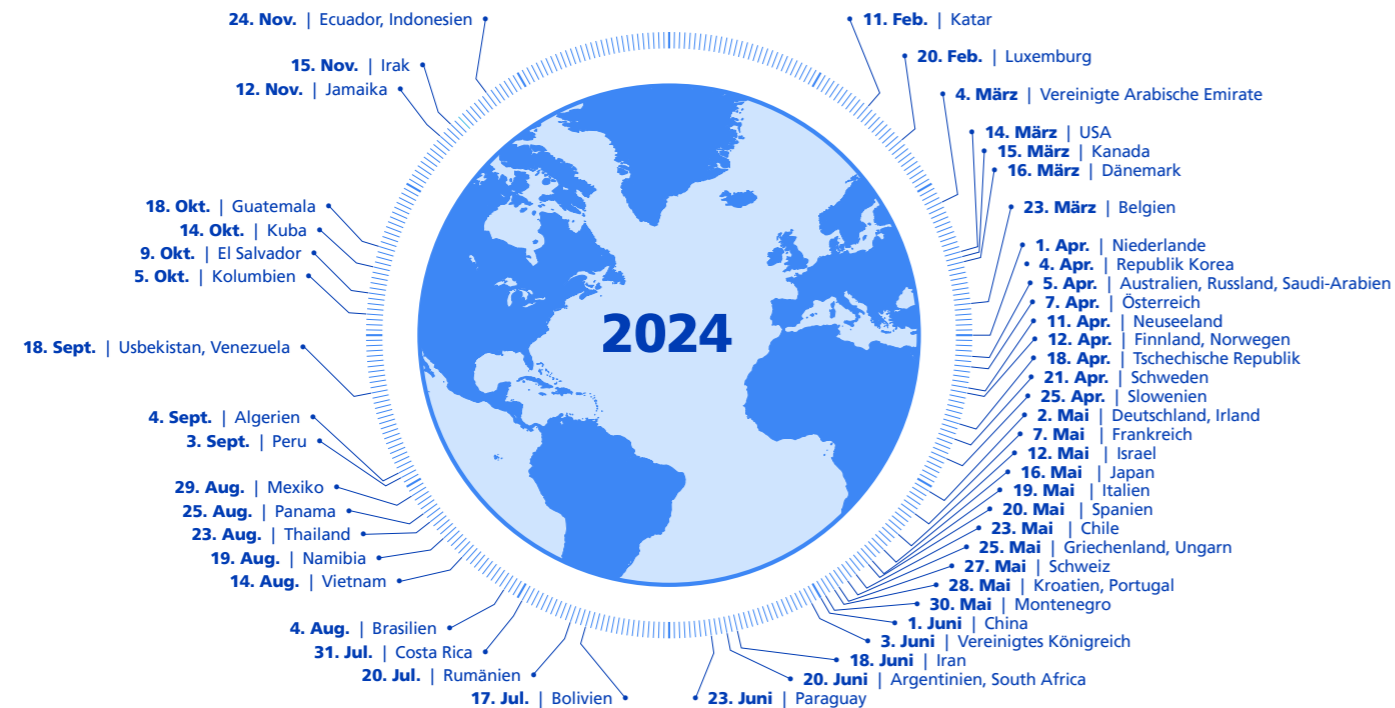 11. Feb. | Katar
20. Feb. | Luxemburg
4. März | Vereinigte Arabische Emirate
14. März | USA
15. März | Kanada
16. März | Dänemark
23. März | Belgien
1. Apr. | Niederlande
4. Apr. | Republik Korea
5. Apr. | Australien, Russland, Saudi-Arabien
7. Apr. | Österreich
11. Apr. | Neuseeland
12. Apr. | Finnland, Norwegen
18. Apr. | Tschechische Republik
21. Apr. | Schweden
25. Apr. | Slowenien
2. Mai | Deutschland, Irland
7. Mai | Frankreich
12. Mai | Israel
16. Mai | Japan
19. Mai | Italien
20. Mai | Spanien
23. Mai | Chile
25. Mai | Griechenland, Ungarn
27. Mai | Schweiz
28. Mai | Kroatien, Portugal
30. Mai | Montenegro
1. Juni | China
3. Juni | Vereinigtes Königreich
18. Juni | Iran
20. Juni | Argentinien, South Africa
23. Juni | Paraguay
17. Jul. | Bolivien
20. Jul. | Rumänien
31. Jul. | Costa Rica
4. Aug. | Brasilien
14. Aug. | Vietnam
19. Aug. | Namibia
23. Aug. | Thailand
25. Aug. | Panama
29. Aug. | Mexiko
3. Sept. | Peru
4. Sept. | Algerien
18. Sept. | Usbekistan, Venezuela
5. Okt. | Kolumbien
9. Okt. | El Salvador
14. Okt. | Kuba
18. Okt. | Guatemala
12. Nov. | Jamaika
15. Nov. | Irak
24. Nov. | Ecuador, Indonesien
2024